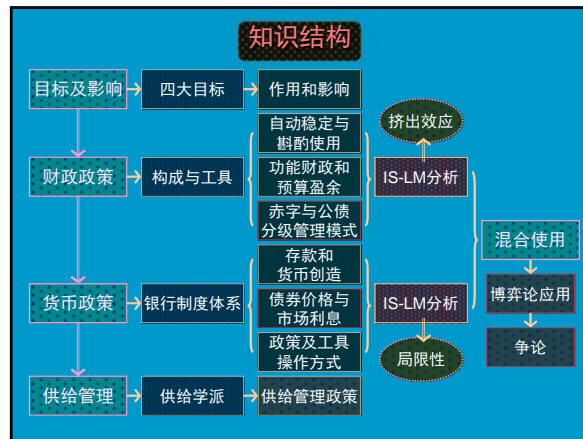 知识结构
目标及影响
四大目标
作用和影响
挤出效应
自动稳定与
斟酌使用
财政政策
构成与工具
功能财政和
预算盈余
IS-LM分析
赤字与公债
分级管理模式
混合使用
存款和
货币创造
货币政策
银行制度体系
债券价格与
市场利息
IS-LM分析
博弈论应用
政策及工具
操作方式
局限性
争论
供给管理
供给学派
供给管理政策